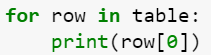 for row in table:
    print(row[0])